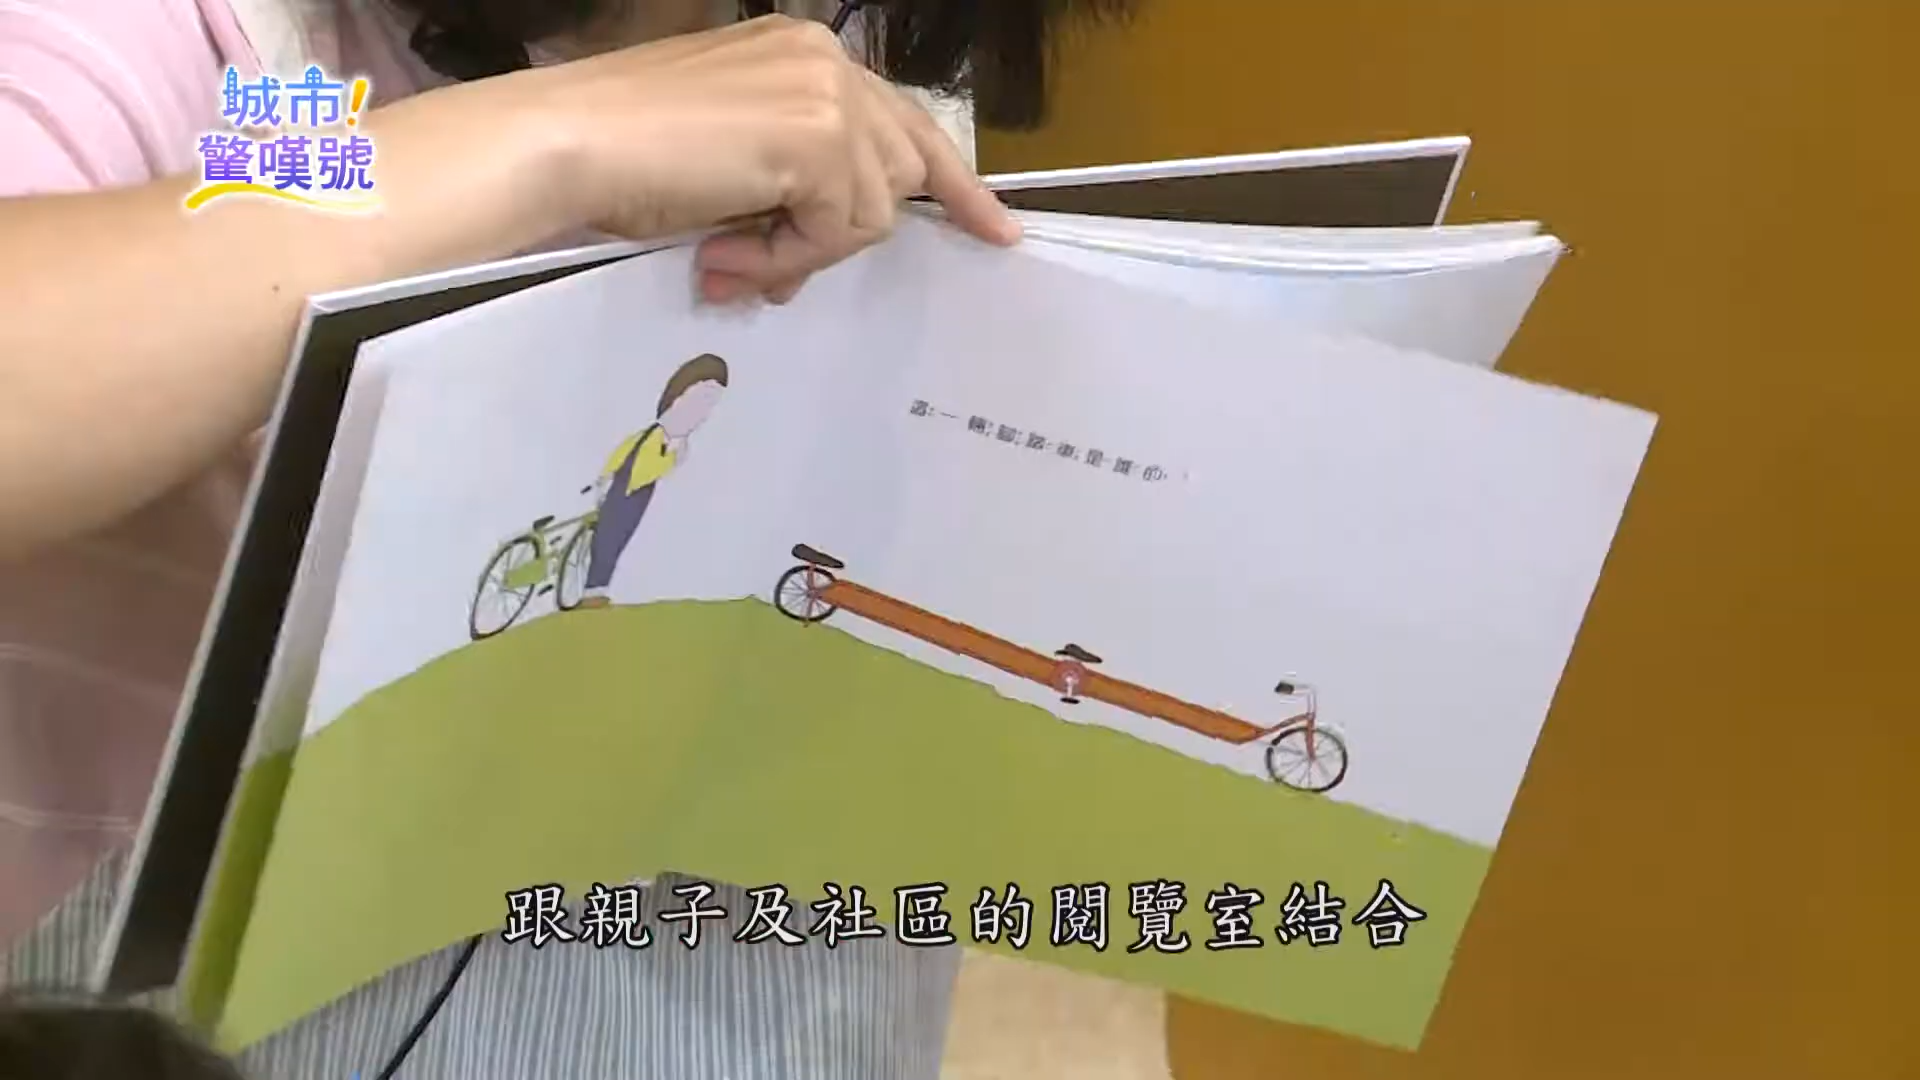 城市!
驚嘆號
這一輛腳踏車是誰的
跟親子及社區的閱覽室結合